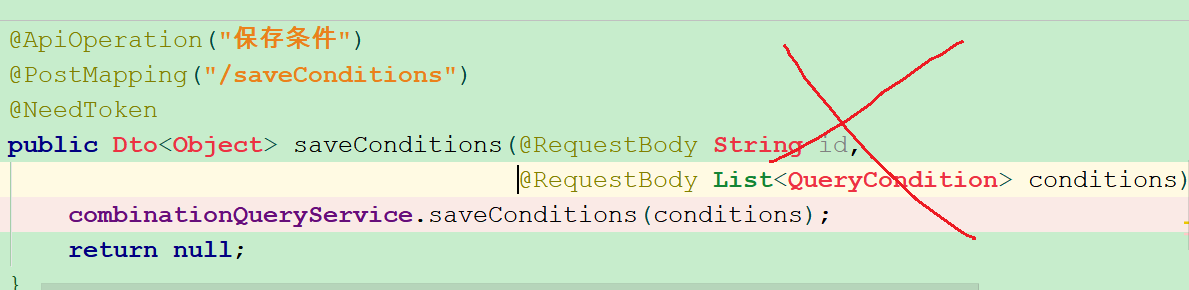 @ApiOperation("保存条件")
@PostMapping("/saveConditions")
@NeedToken
public Dto<Object> saveConditions(@RequestBody String id,
@RequestBody List<QueryCondition> conditions)
combinationQueryService.saveConditions(conditions);
return null;
}